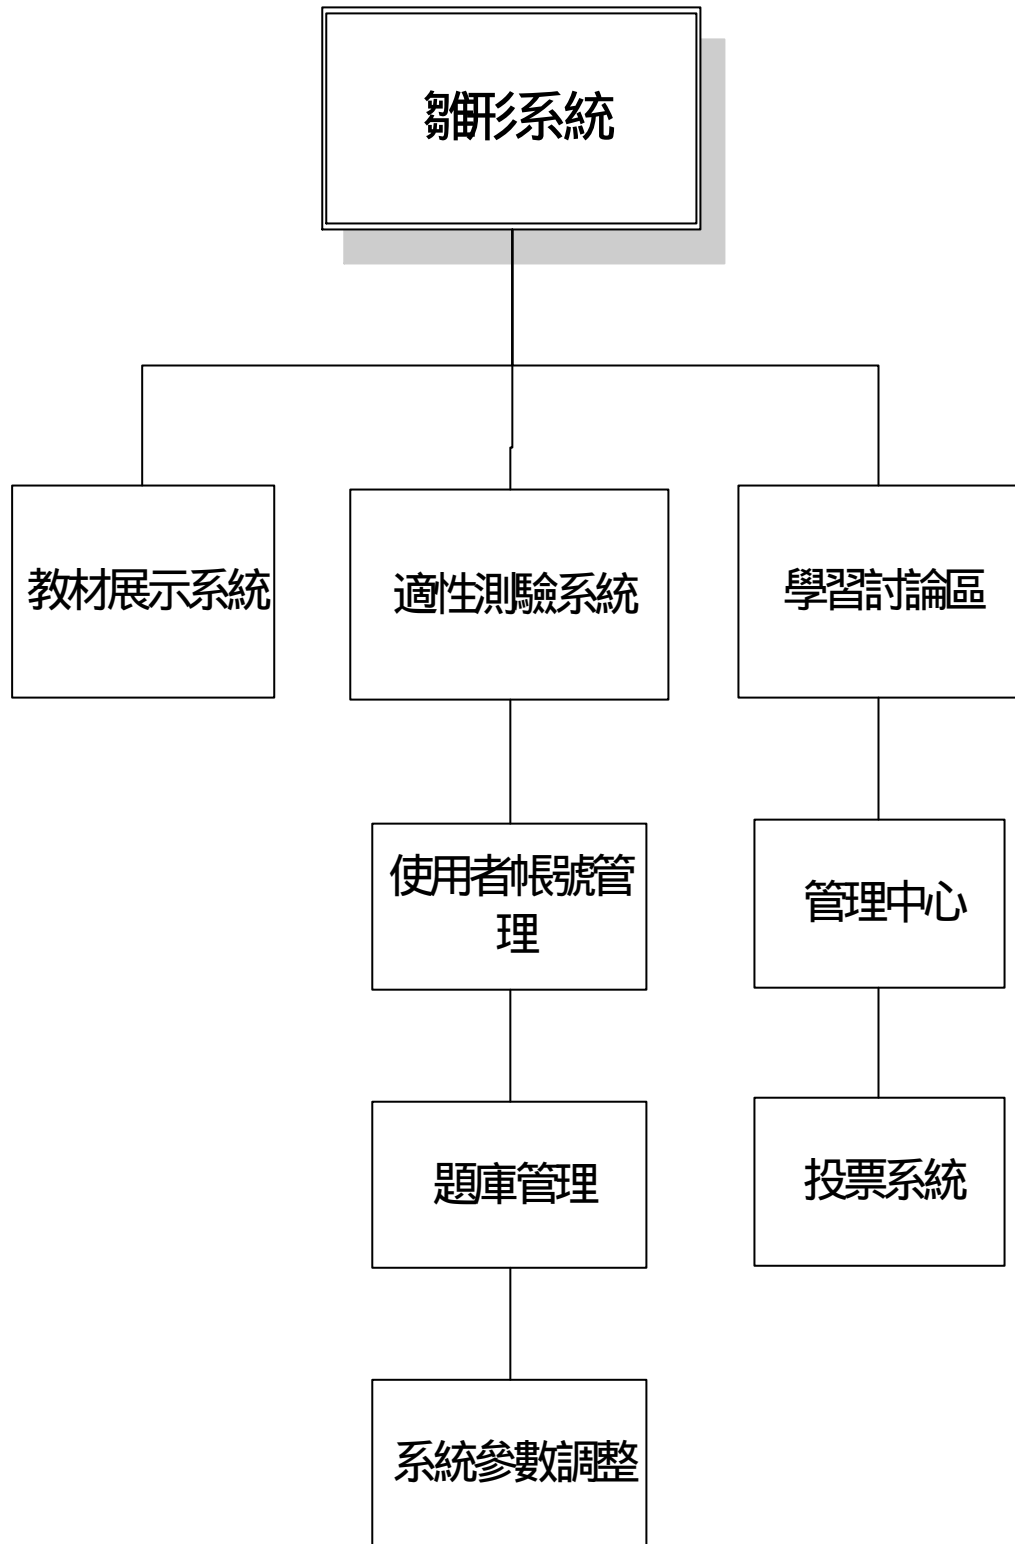 雛形系統
教材展示系統
適性測驗系統
學習討論區
使用者帳號管
理
管理中心
題庫管理
投票系統
系統參數調整